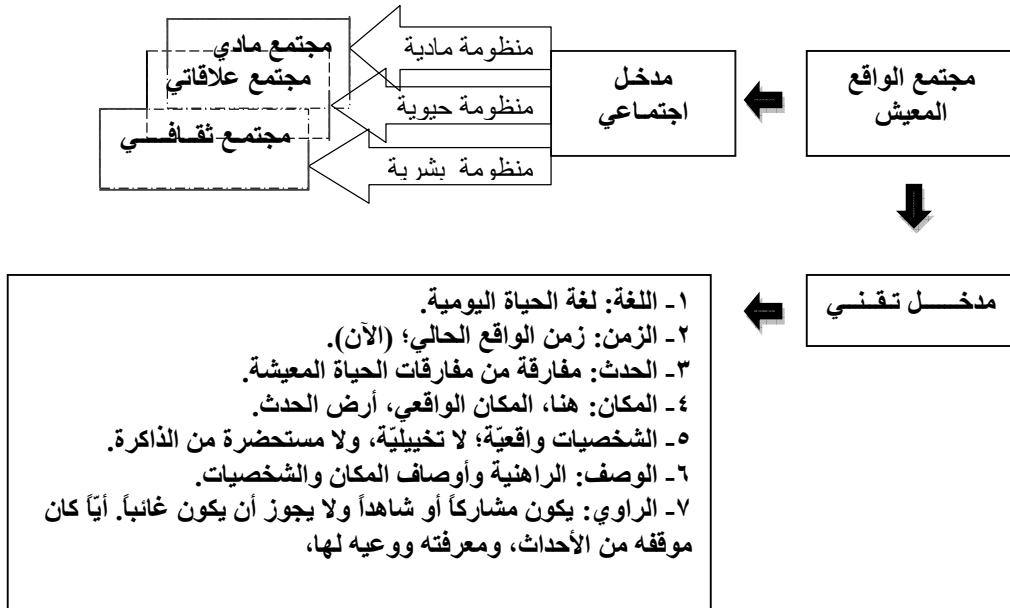 مجتمع الواقع
المعيش
مدخل
اجتماعي
منظومة مادية
منظومة حيوية
منظومة بشرية
مجتمع مادي
مجتمع علاقاتي
مجتمع ثقافي
مدخل تقني
١- اللغة: لغة الحياة اليومية.
٢- الزمن: زمن الواقع الحالي؛ (الآن).
٣- الحدث: مفارقة من مفارقات الحياة المعيشة.
٤- المكان: هنا، المكان الواقعي، أرض الحدث.
٥- الشخصيات واقعيّة؛ لا تخييليّة، ولا مستحضرة من الذاكرة.
٦- الوصف: الراهنية وأوصاف المكان والشخصيات.
٧- الراوي: يكون مشاركاً أو شاهداً ولا يجوز أن يكون غائباً. أيّاً كان
موقفه من الأحداث، ومعرفته ووعيه لها،